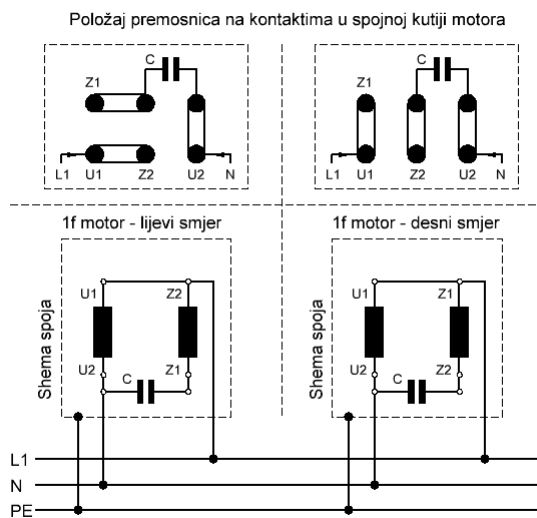 Položaj premosnica na kontaktima u spojnoj kutiji motora
C
Z1
L1 U1 Z2 U2 N
C
Z1
L1 U1 Z2 U2 N
1f motor - lijevi smjer
1f motor - desni smjer
Shema spoja
U1 Z2
U2 C Z1
Shema spoja
U1 Z1
U2 C Z2
L1
N
PE